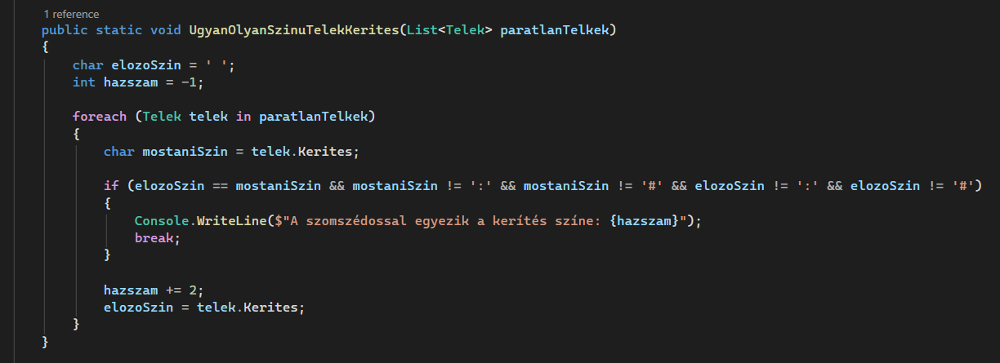 1 reference
public static void UgyanOlyanSzinuTelekKerites(List<Telek> paratlanTelkek)
{
char elozoSzin = ' ';
int hazszam = -1;
foreach (Telek telek in paratlanTelkek)
{
char mostaniSzin = telek.Kerites;
if (elozoSzin == mostaniSzin && mostaniSzin != ':' && mostaniSzin != '#' && elozoSzin != ':' && elozoSzin != '#')
{
Console.WriteLine($"A szomszédossal egyezik a kerítés színe: {hazszam}");
break;
}
hazszam += 2;
elozoSzin = telek.Kerites;
}
}